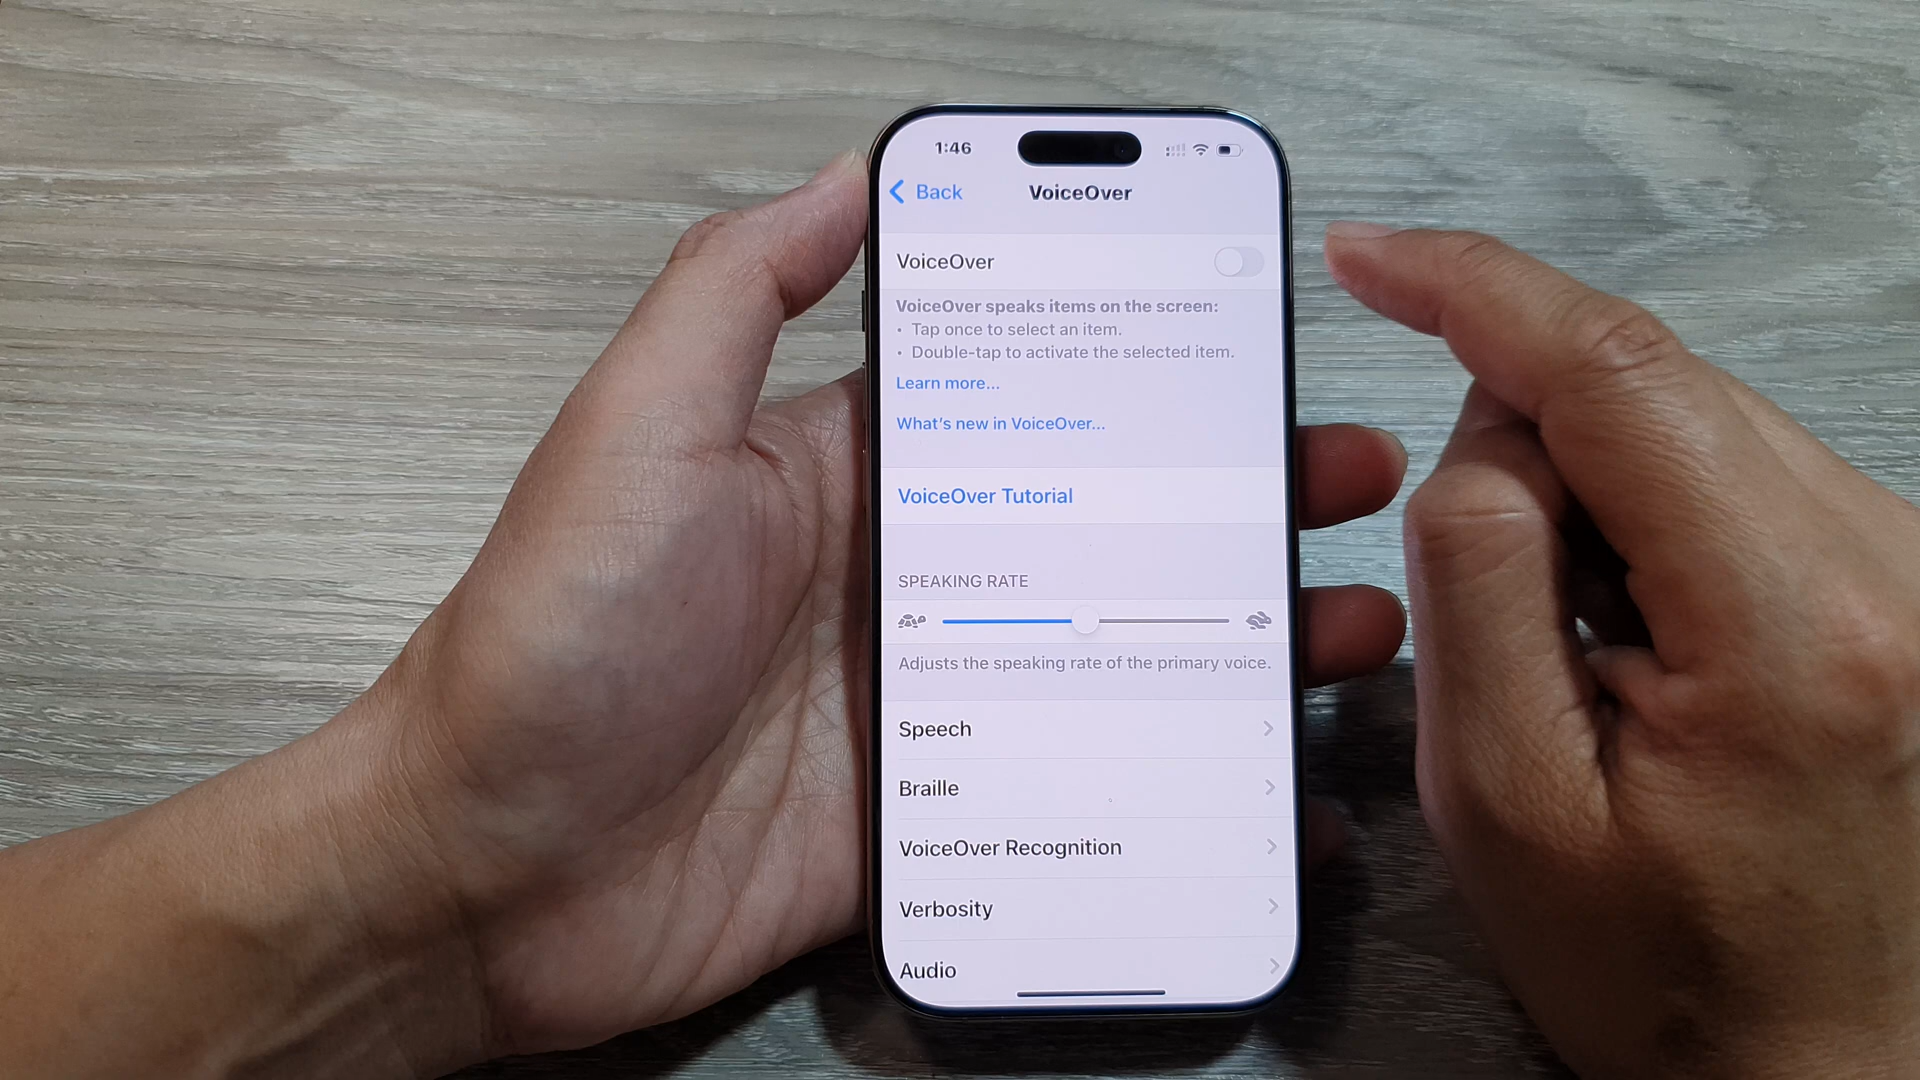 1:46
Back
VoiceOver
VoiceOver
VoiceOver speaks items on the screen:
• Tap once to select an item.
• Double-tap to activate the selected item.
Learn more...
What's new in VoiceOver...
VoiceOver Tutorial
SPEAKING RATE
Adjusts the speaking rate of the primary voice.
Speech
Braille
VoiceOver Recognition
Verbosity
Audio